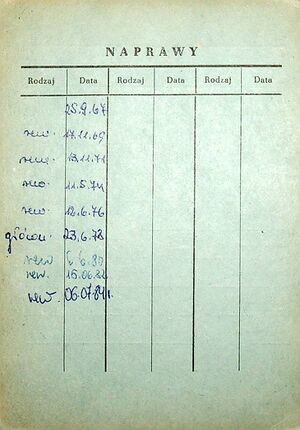 NAPRAWY
Rodzaj Data Rodzaj Data Rodzaj Data
25.9.67
rew. 17.11.69
rew. 13.11.71
rew. 11.5.74
rew. 12.6.76
główn. 23.6.78
rew 6.80
rew. 15.06.82
rew. 06.07.84r.